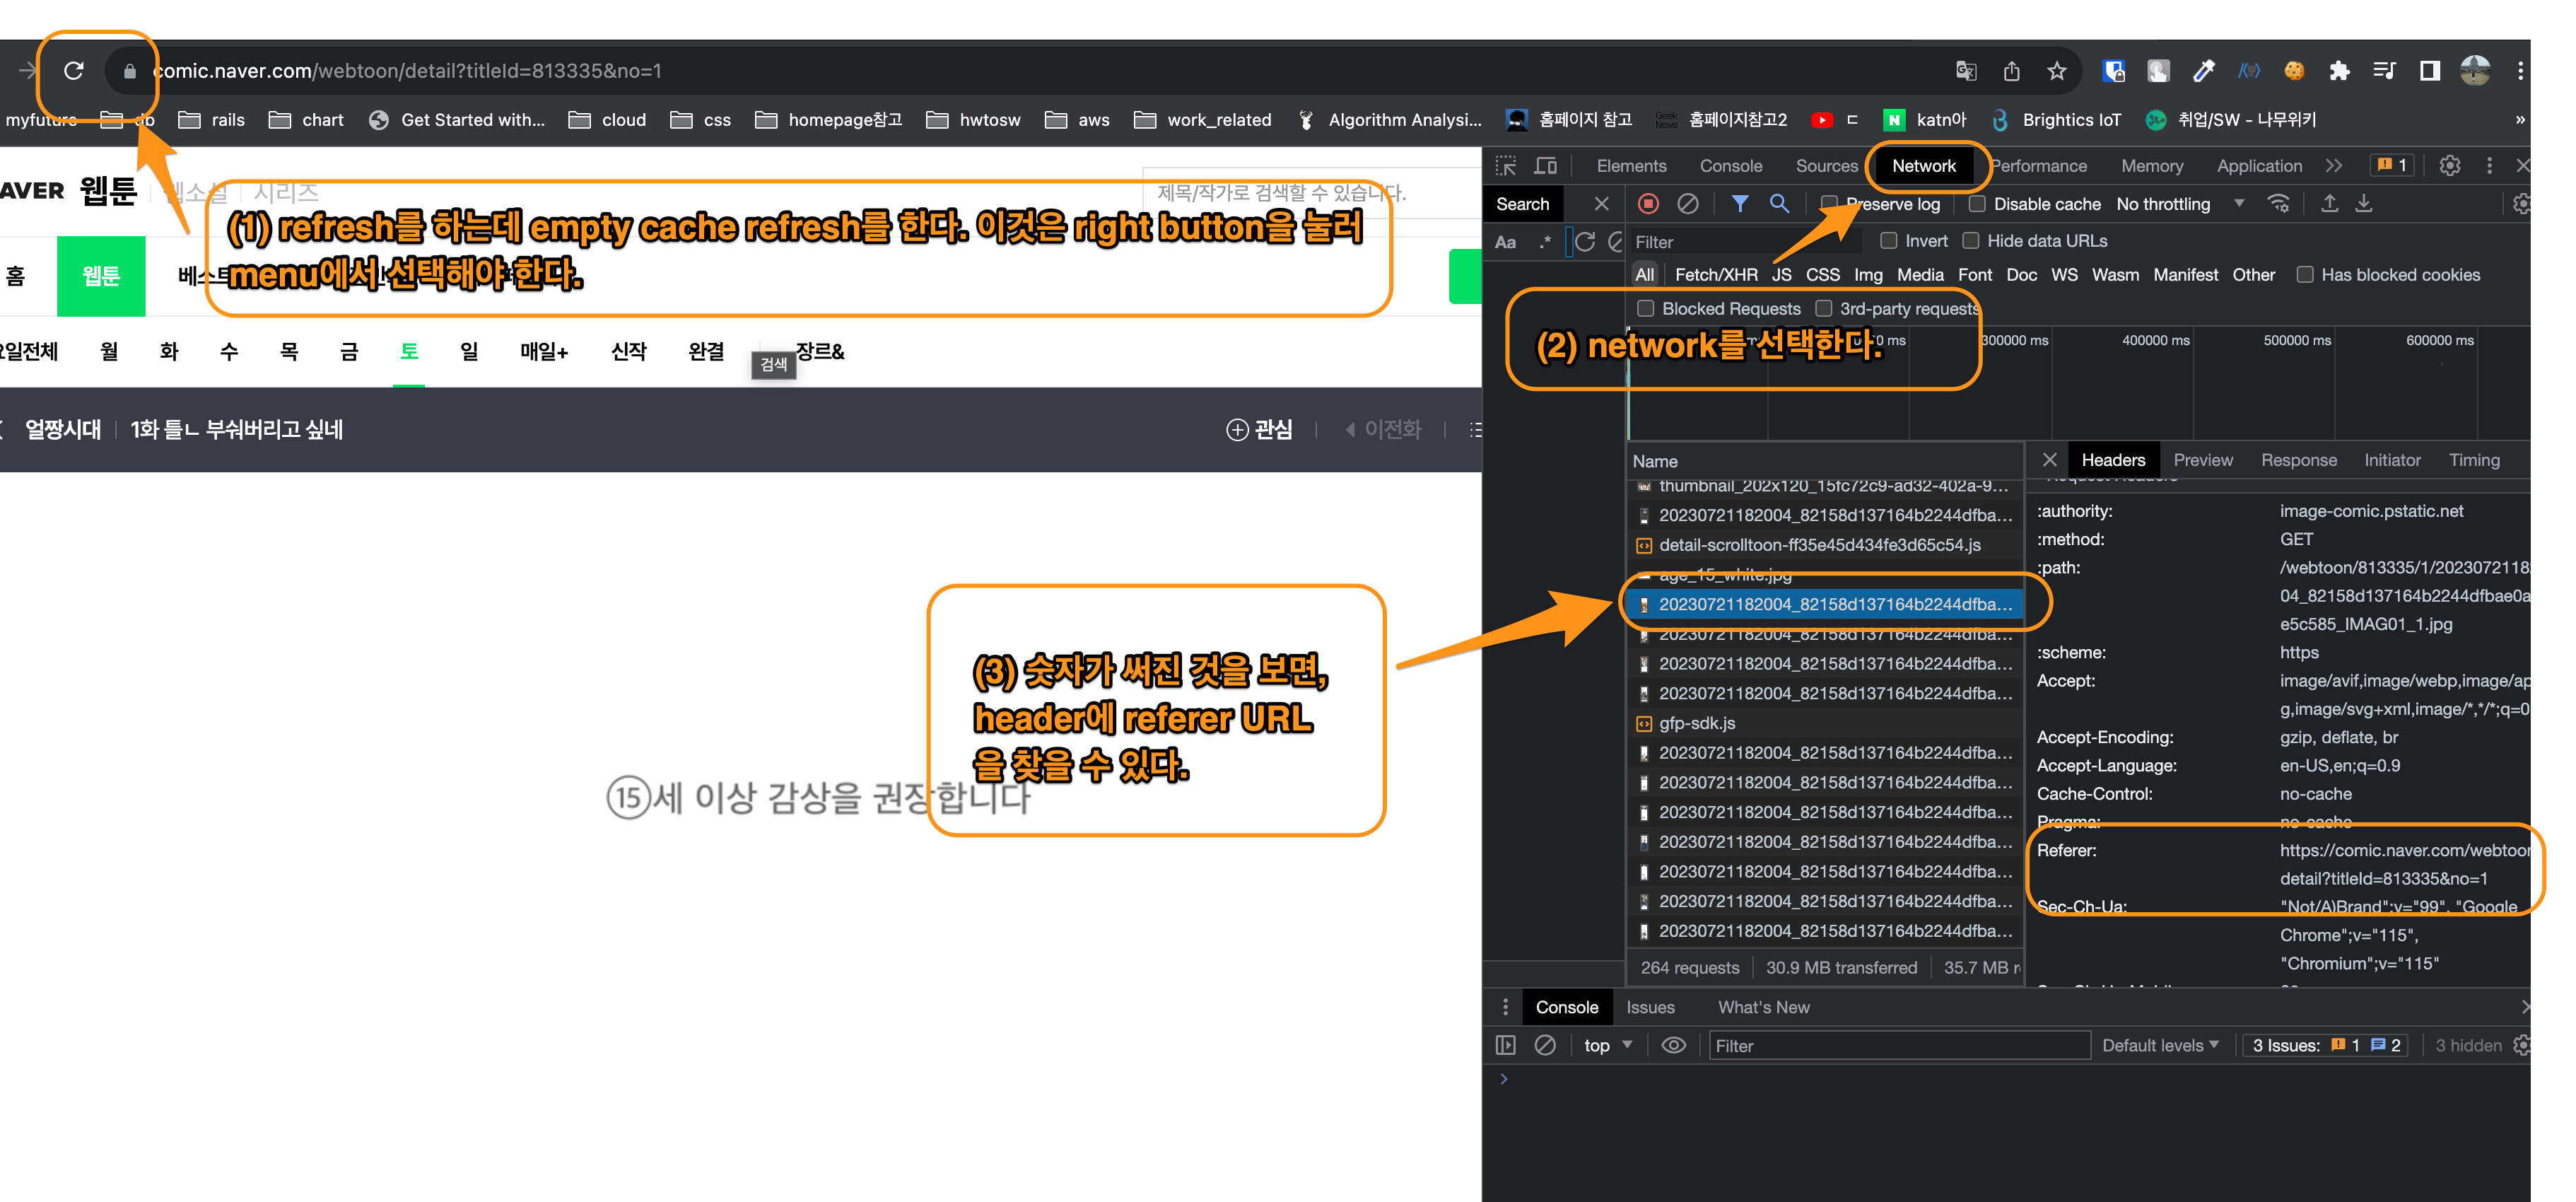 comic.naver.com/webtoon/detail?titleId=813335&no=1
myfuture db rails chart Get Started with... cloud css homepage참고 hwtosw aws work_related Algorithm Analysi... 홈페이지 참고 Geek News 홈페이지참고2 ㄷ N katn아 Brightics IoT 취업/SW - 나무위키 »
AVER 웹툰 웹소설 시리즈
제목/작가로 검색할 수 있습니다.
(1) refresh를 하는데 empty cache refresh를 한다. 이것은 right button을 눌러
menu에서 선택해야 한다.
홈 웹툰 베스트
요일전체 월 화 수 목 금 토 일 매일+ 신작 완결 장르&
검색
얼짱시대 1화 틀ㄴ 부숴버리고 싶네
관심 이전화
15세 이상 감상을 권장합니다
(3) 숫자가 써진 것을 보면,
header에 referer URL
을 찾을 수 있다.
Elements Console Sources Network Performance Memory Application 1
Search Preserve log Disable cache No throttling
Aa .* Filter Invert Hide data URLs
All Fetch/XHR JS CSS Img Media Font Doc WS Wasm Manifest Other Has blocked cookies
Blocked Requests 3rd-party requests
(2) network를 선택한다.
ms 300000 ms 400000 ms 500000 ms 600000 ms
Name
thumbnail_202x120_15fc72c9-ad32-402a-9...
20230721182004_82158d137164b2244dfba...
detail-scrolltoon-ff35e45d434fe3d65c54.js
age_15_white.jpg
20230721182004_82158d137164b2244dfba...
20230721182004_82158d137164b2244dfba...
20230721182004_82158d137164b2244dfba...
20230721182004_82158d137164b2244dfba...
gfp-sdk.js
20230721182004_82158d137164b2244dfba...
20230721182004_82158d137164b2244dfba...
20230721182004_82158d137164b2244dfba...
20230721182004_82158d137164b2244dfba...
20230721182004_82158d137164b2244dfba...
20230721182004_82158d137164b2244dfba...
20230721182004_82158d137164b2244dfba...
264 requests 30.9 MB transferred 35.7 MB r
Headers Preview Response Initiator Timing
Request Headers
:authority: image-comic.pstatic.net
:method: GET
:path: /webtoon/813335/1/202307211182
04_82158d137164b2244dfbae0a
e5c585_IMAG01_1.jpg
:scheme: https
Accept: image/avif,image/webp,image/ap
g,image/svg+xml,image/*,*/*;q=0
Accept-Encoding: gzip, deflate, br
Accept-Language: en-US,en;q=0.9
Cache-Control: no-cache
Pragma: no-cache
Referer: https://comic.naver.com/webtoon
detail?titleId=813335&no=1
Sec-Ch-Ua: "Not/A)Brand";v="99", "Google
Chrome";v="115",
"Chromium";v="115"
Console Issues What's New
top Filter Default levels 3 Issues: 1 2 3 hidden